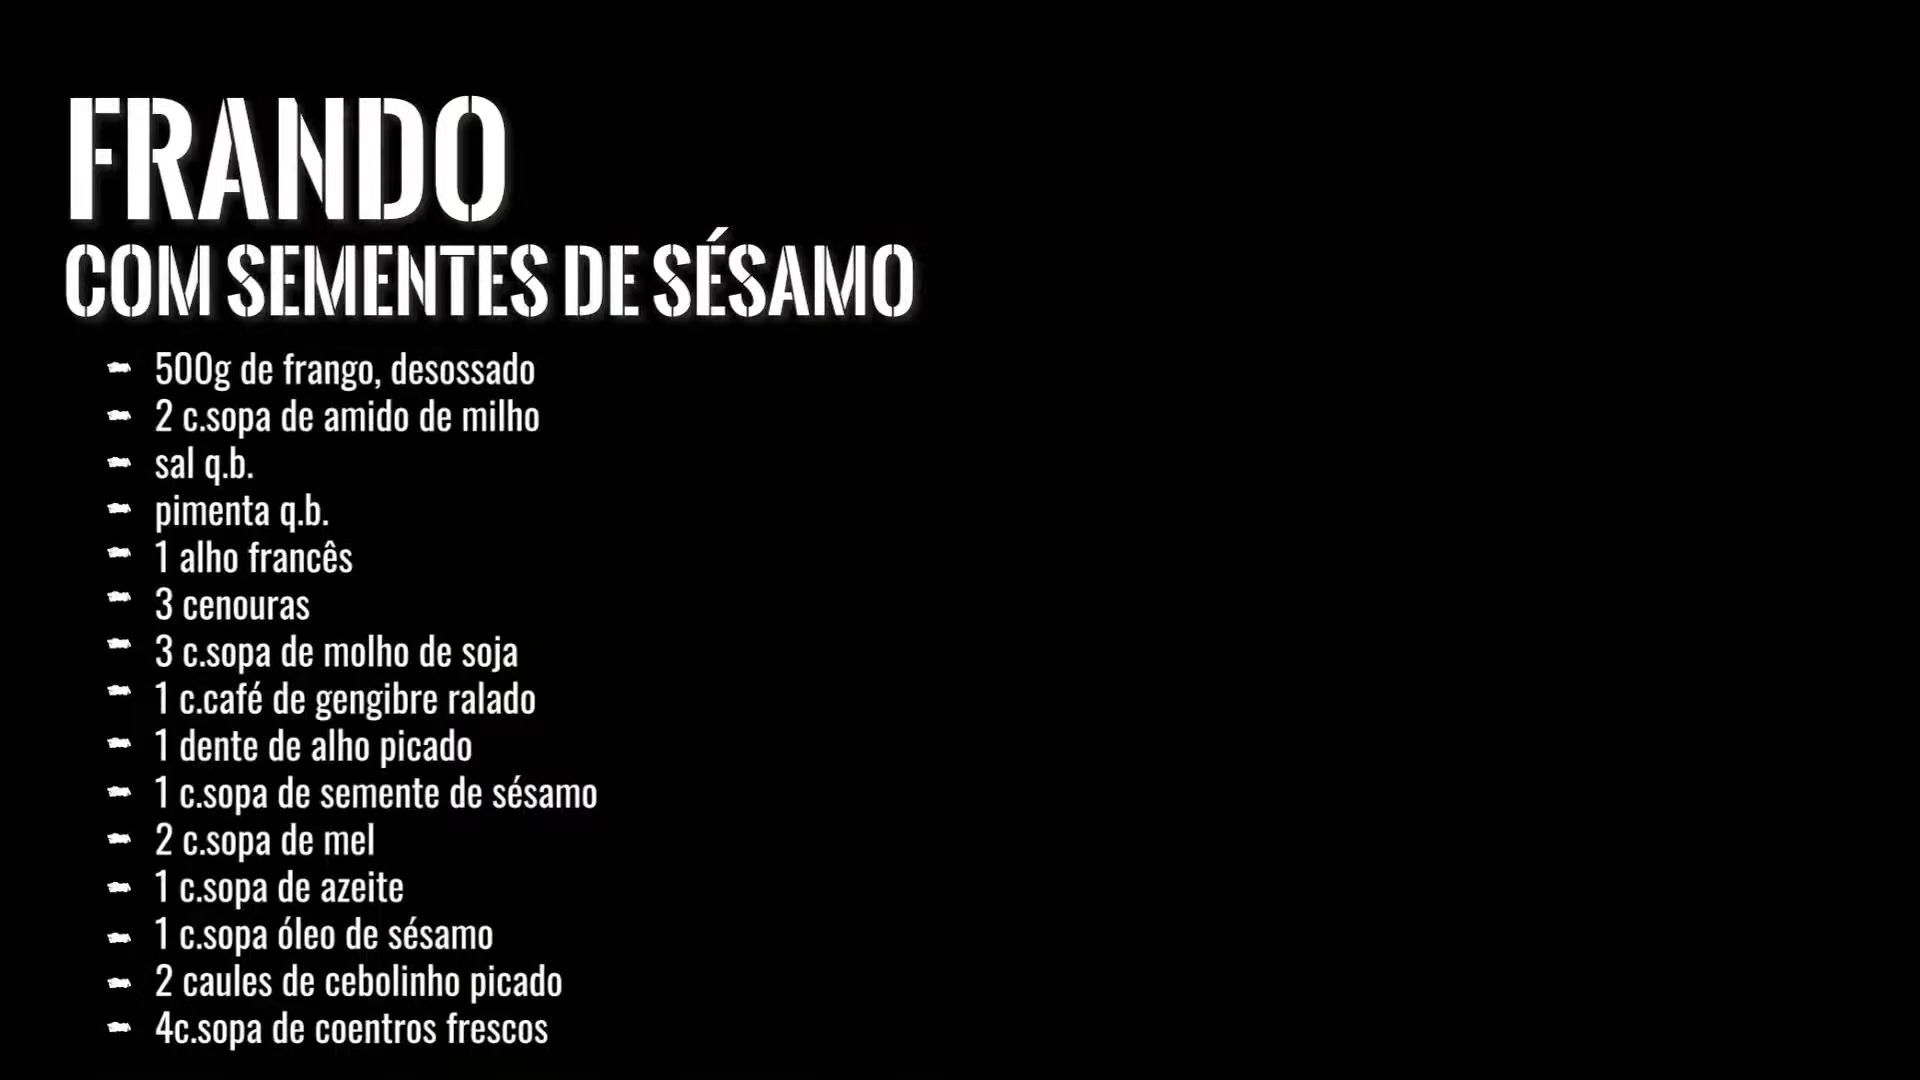 FRANDO
COM SEMENTES DE SÉSAMO
- 500g de frango, desossado
- 2 c.sopa de amido de milho
- sal q.b.
- pimenta q.b.
- 1 alho francês
- 3 cenouras
- 3 c.sopa de molho de soja
- 1 c.café de gengibre ralado
- 1 dente de alho picado
- 1 c.sopa de semente de sésamo
- 2 c.sopa de mel
- 1 c.sopa de azeite
- 1 c.sopa óleo de sésamo
- 2 caules de cebolinho picado
- 4c.sopa de coentros frescos